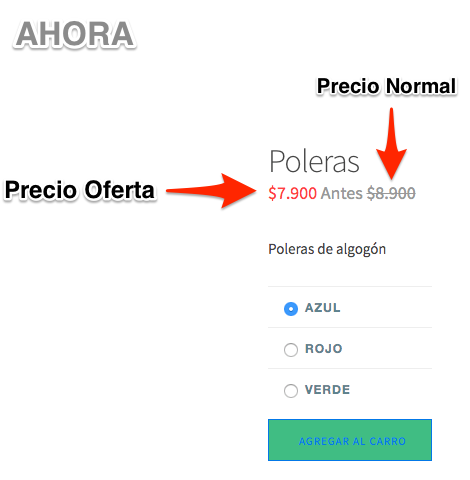 AHORA
Precio Normal
Poleras
Precio Oferta
$7.900 Antes $8.900
Poleras de algogón
AZUL
ROJO
VERDE
AGREGAR AL CARRO